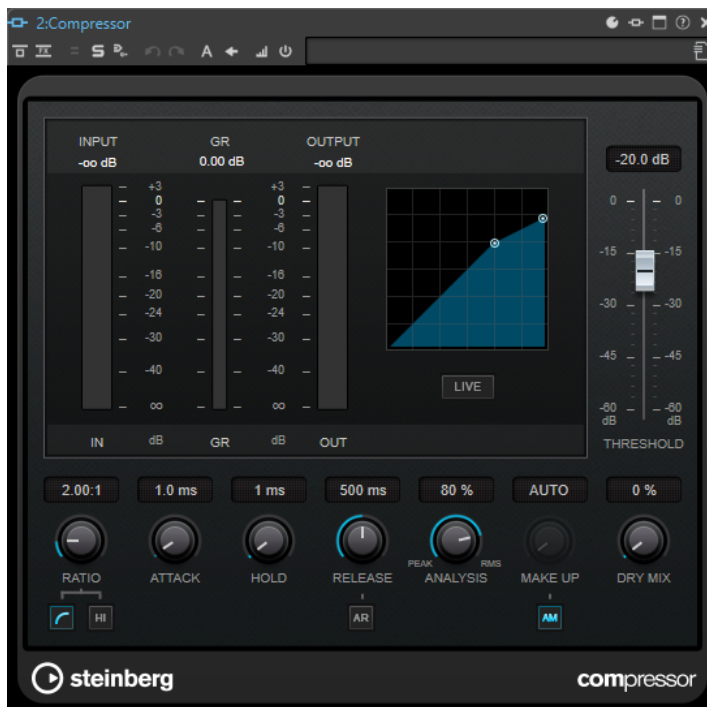 2:Compressor
A
INPUT GR OUTPUT
-oo dB 0.00 dB -oo dB
-20.0 dB
+3 +3
0 0
-3 -3
-6 -6
-10 -10
-16 -16
-20 -20
-24 -24
-30 -30
-40 -40
∞ ∞
IN dB GR dB OUT
LIVE
0 0
-15 -15
-30 -30
-45 -45
-60 -60
dB dB
THRESHOLD
2.00:1 1.0 ms 1 ms 500 ms 80 % AUTO 0 %
PEAK RMS
RATIO ATTACK HOLD RELEASE ANALYSIS MAKE UP DRY MIX
HI AR AM
steinberg compressor